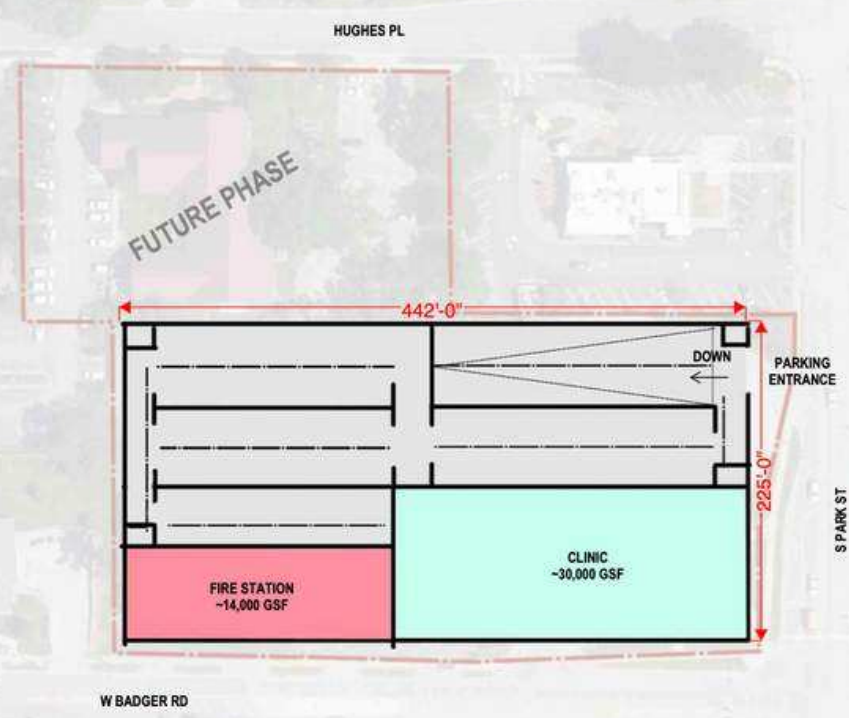 HUGHES PL
FUTURE PHASE
442'-0"
DOWN
PARKING
ENTRANCE
225'-0"
S PARK ST
CLINIC
~30,000 GSF
FIRE STATION
~14,000 GSF
W BADGER RD